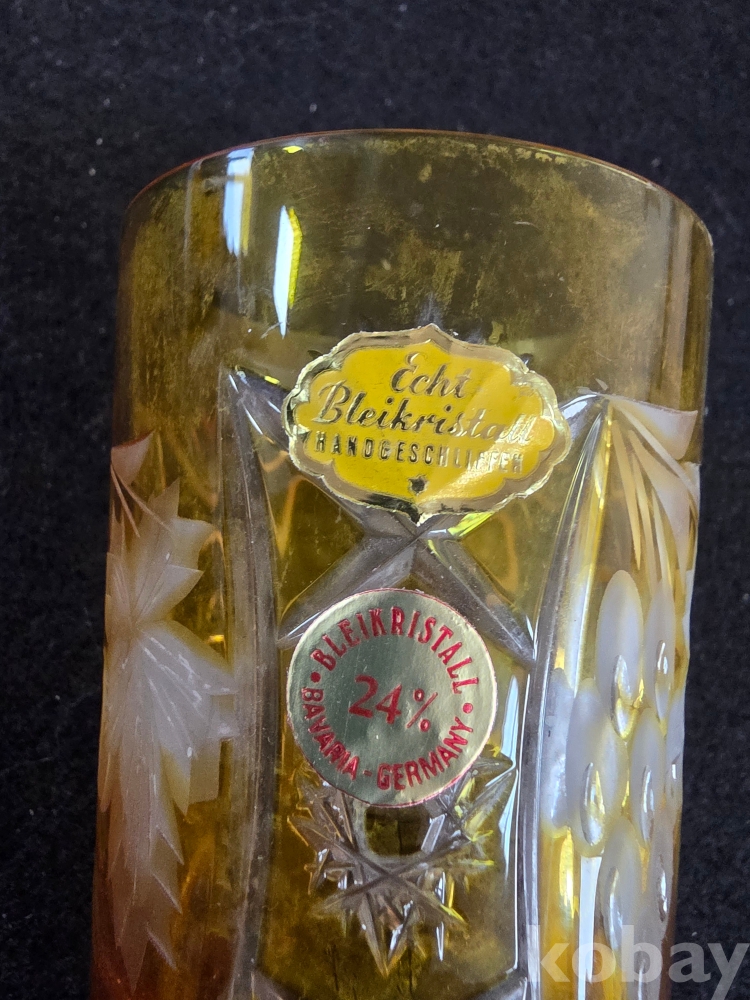 Echt
Bleikristall
HANDGESCHLIFFEN
• BLEIKRISTALL •
24%
BAVARIA - GERMANY
kobay